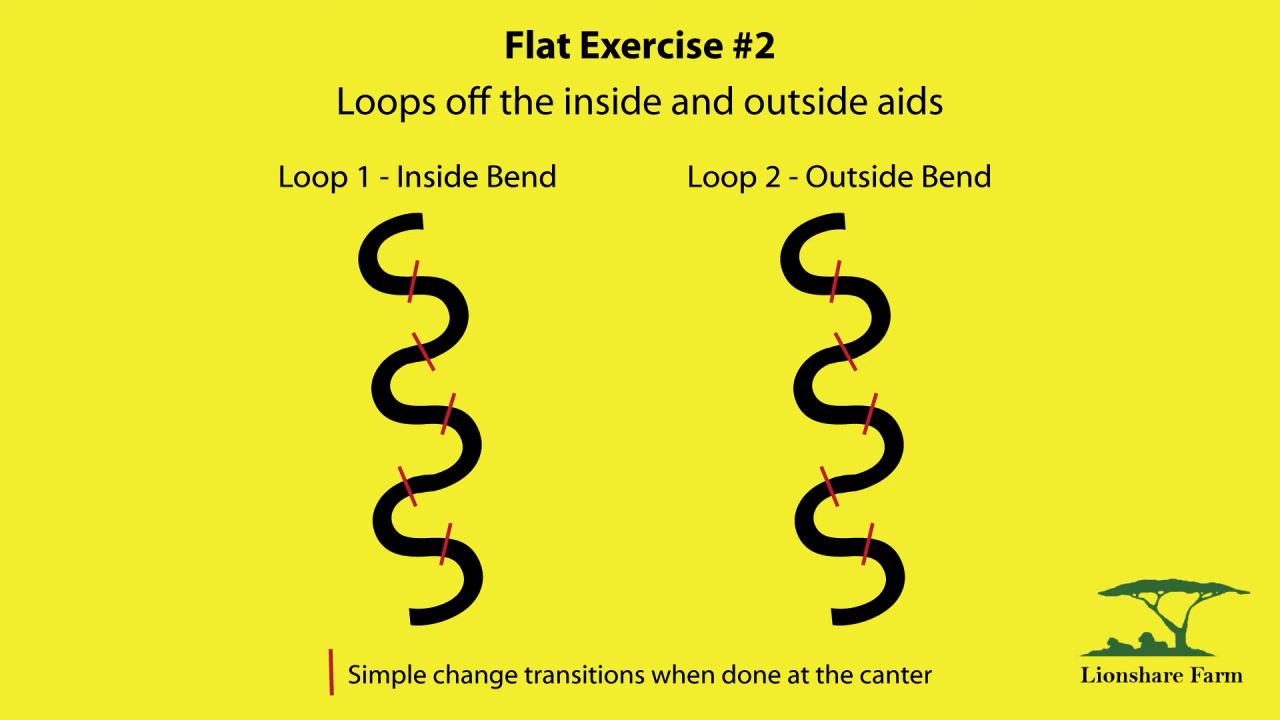 Flat Exercise #2
Loops off the inside and outside aids
Loop 1 - Inside Bend
Loop 2 - Outside Bend
Simple change transitions when done at the canter
Lionshare Farm